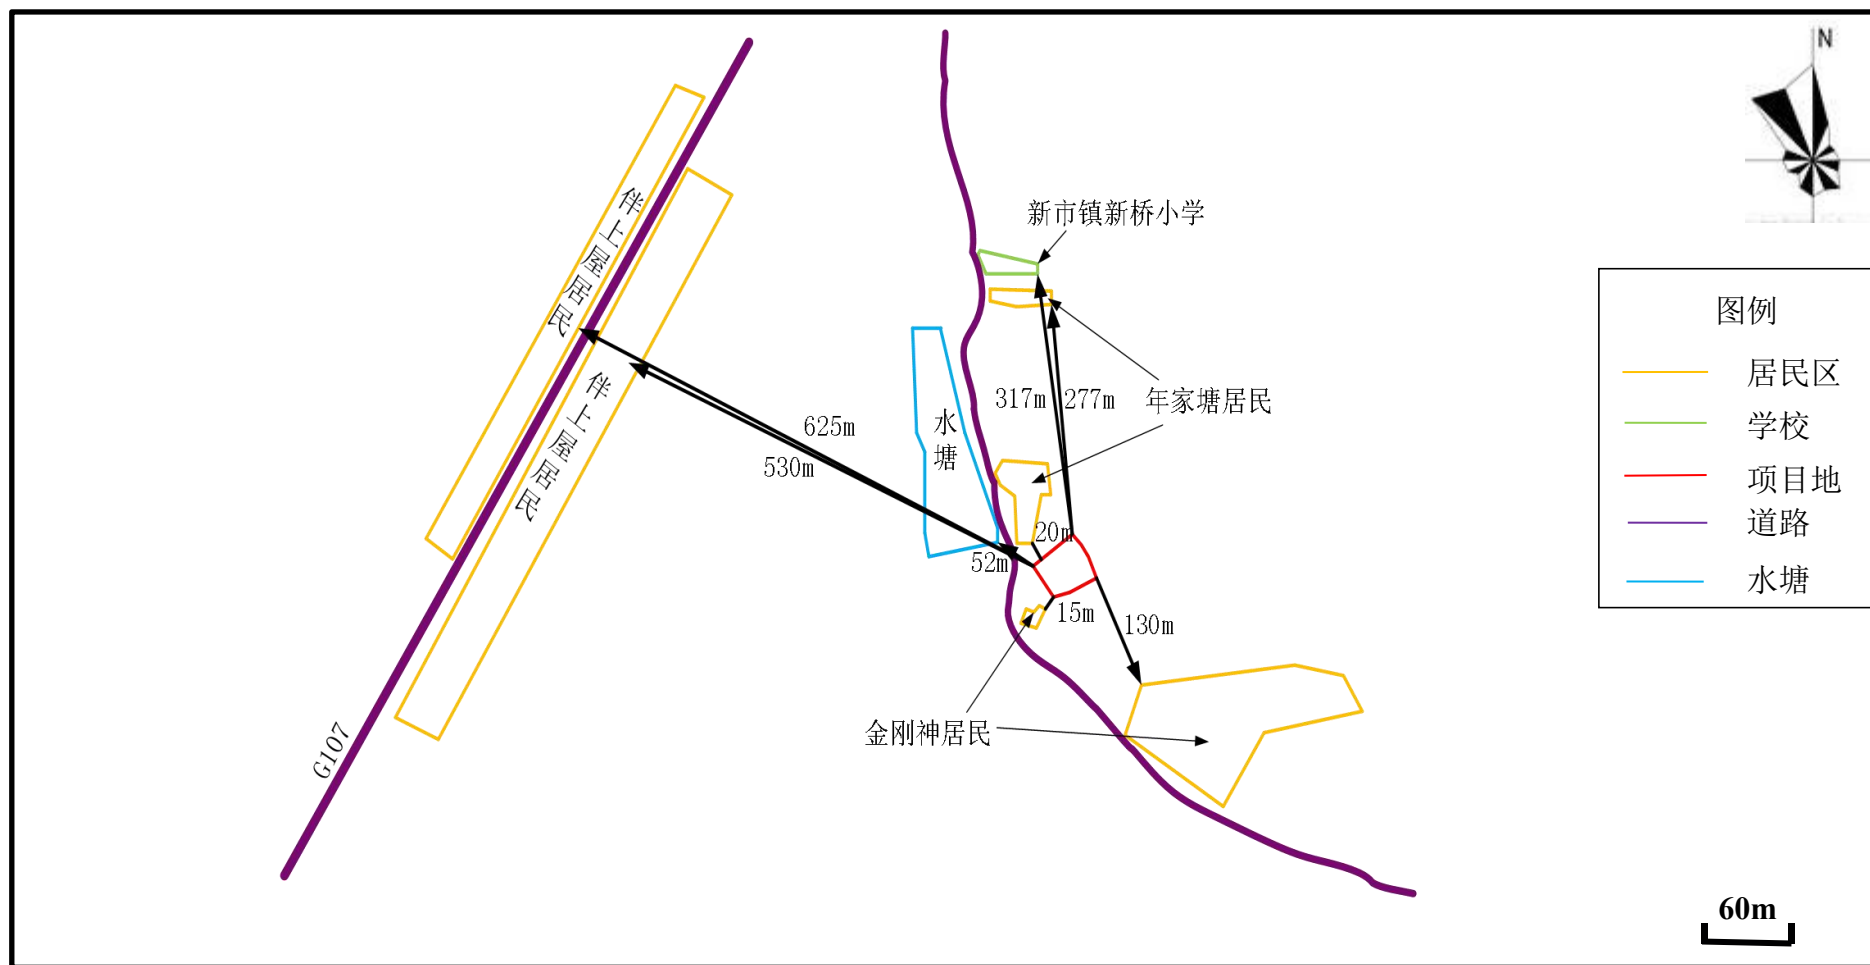 N
新市镇新桥小学
伴上屋居民
图例
居民区
317m
277m
年家塘居民
伴上屋居民
625m
水塘
学校
530m
项目地
20m
道路
52m
水塘
15m
130m
金刚神居民
G107
60m